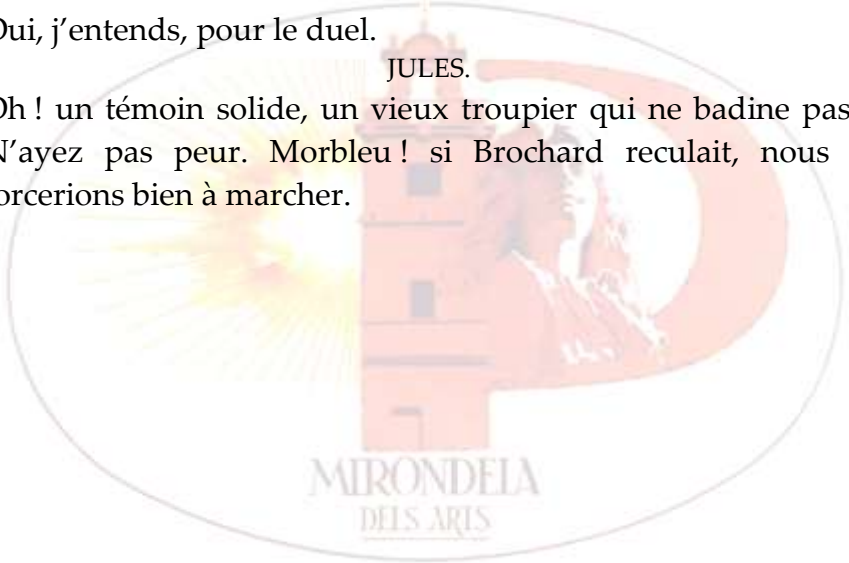 Oui, j’entends, pour le duel.
JULES.
Oh ! un témoin solide, un vieux troupier qui ne badine pas
N’ayez pas peur. Morbleu ! si Brochard reculait, nous
forcerions bien à marcher.
MIRONDELA
DELS ARTS